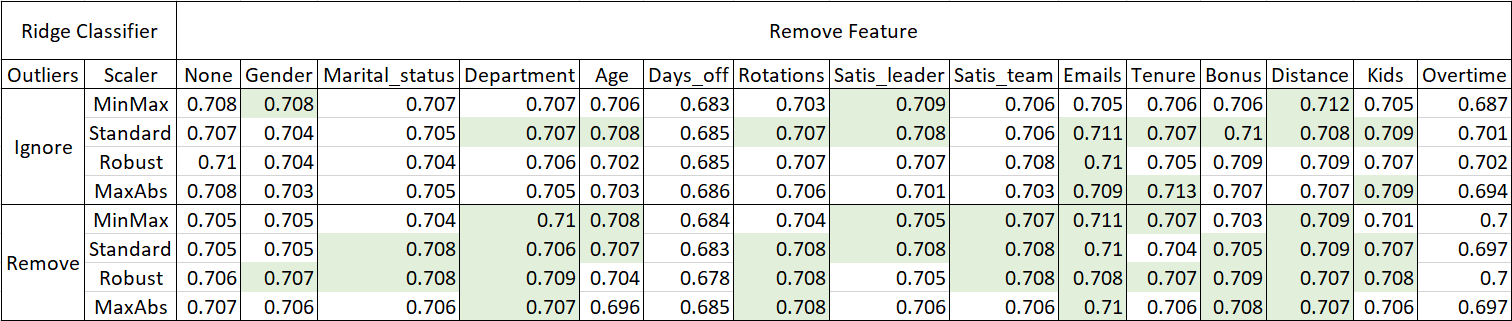 Ridge Classifier Remove Feature
Outliers Scaler None Gender Marital_status Department Age Days_off Rotations Satis_leader Satis_team Emails Tenure Bonus Distance Kids Overtime
Ignore MinMax 0.708 0.708 0.707 0.707 0.706 0.683 0.703 0.709 0.706 0.705 0.706 0.706 0.712 0.705 0.687
Standard 0.707 0.704 0.705 0.707 0.708 0.685 0.707 0.708 0.706 0.711 0.707 0.71 0.708 0.709 0.701
Robust 0.71 0.704 0.704 0.706 0.702 0.685 0.707 0.707 0.708 0.71 0.705 0.709 0.709 0.707 0.702
MaxAbs 0.708 0.703 0.705 0.705 0.703 0.686 0.706 0.701 0.703 0.709 0.713 0.707 0.707 0.709 0.694
Remove MinMax 0.705 0.705 0.704 0.71 0.708 0.684 0.704 0.705 0.707 0.711 0.707 0.703 0.709 0.701 0.7
Standard 0.705 0.705 0.708 0.706 0.707 0.683 0.708 0.708 0.708 0.71 0.704 0.705 0.709 0.707 0.697
Robust 0.706 0.707 0.708 0.709 0.704 0.678 0.708 0.705 0.708 0.708 0.707 0.709 0.707 0.708 0.7
MaxAbs 0.707 0.706 0.706 0.707 0.696 0.685 0.708 0.706 0.706 0.71 0.706 0.708 0.707 0.706 0.697